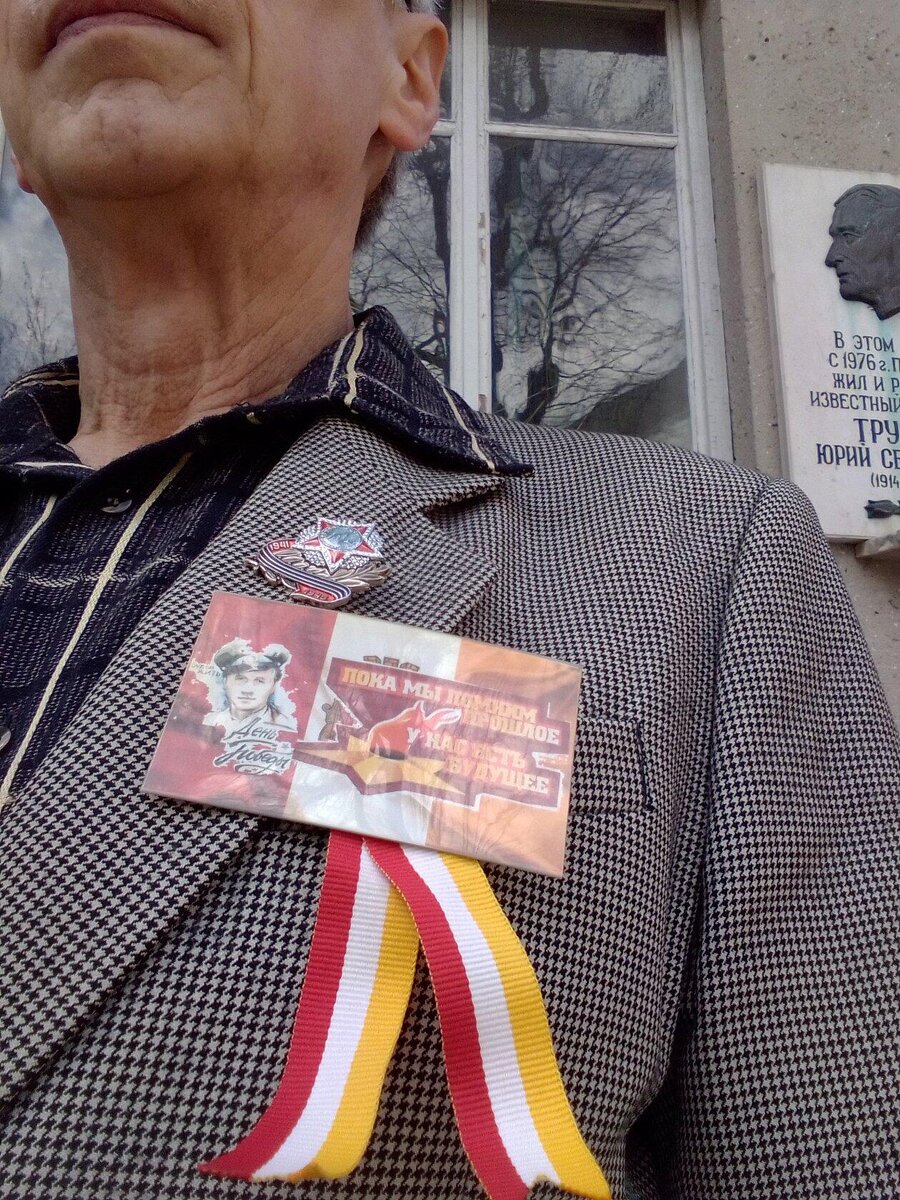 В ЭТОМ
С 1976 г.
ЖИЛ И Р
ИЗВЕСТНЫЙ
ТРУ
ЮРИЙ СЕ
(1914
1941
1945
День
Победы
ПОКА МЫ ПОМНИМ
ПРОШЛОЕ
У НАС ЕСТЬ
БУДУЩЕЕ